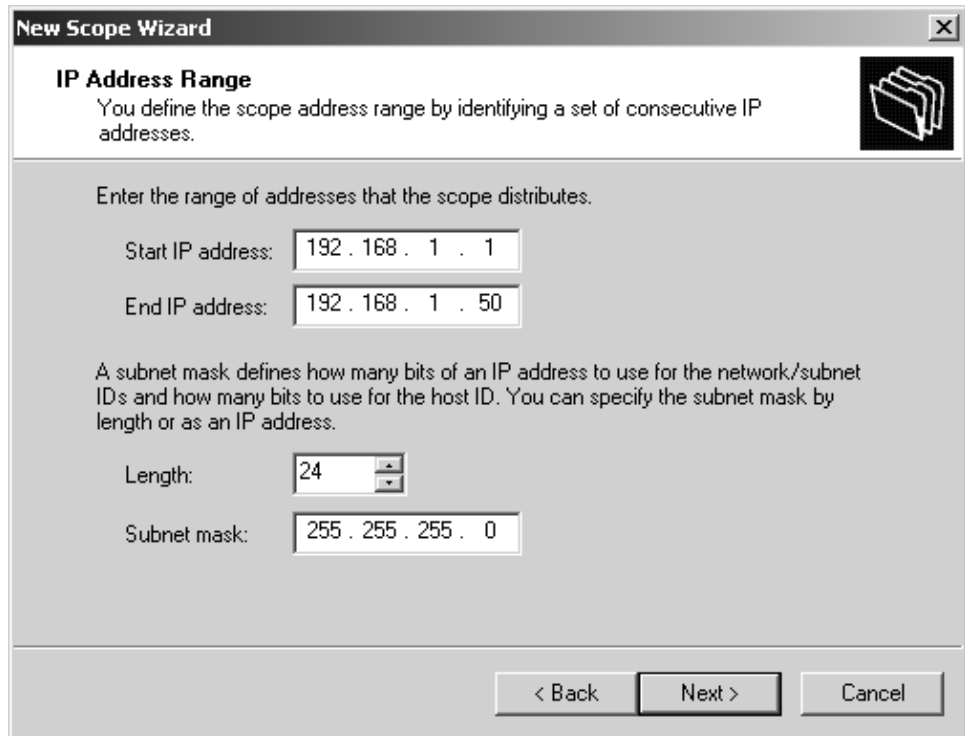 New Scope Wizard
IP Address Range
You define the scope address range by identifying a set of consecutive IP
addresses.
Enter the range of addresses that the scope distributes.
Start IP address: 192 . 168 . 1 . 1
End IP address: 192 . 168 . 1 . 50
A subnet mask defines how many bits of an IP address to use for the network/subnet
IDs and how many bits to use for the host ID. You can specify the subnet mask by
length or as an IP address.
Length: 24
Subnet mask: 255 . 255 . 255 . 0
< Back Next > Cancel